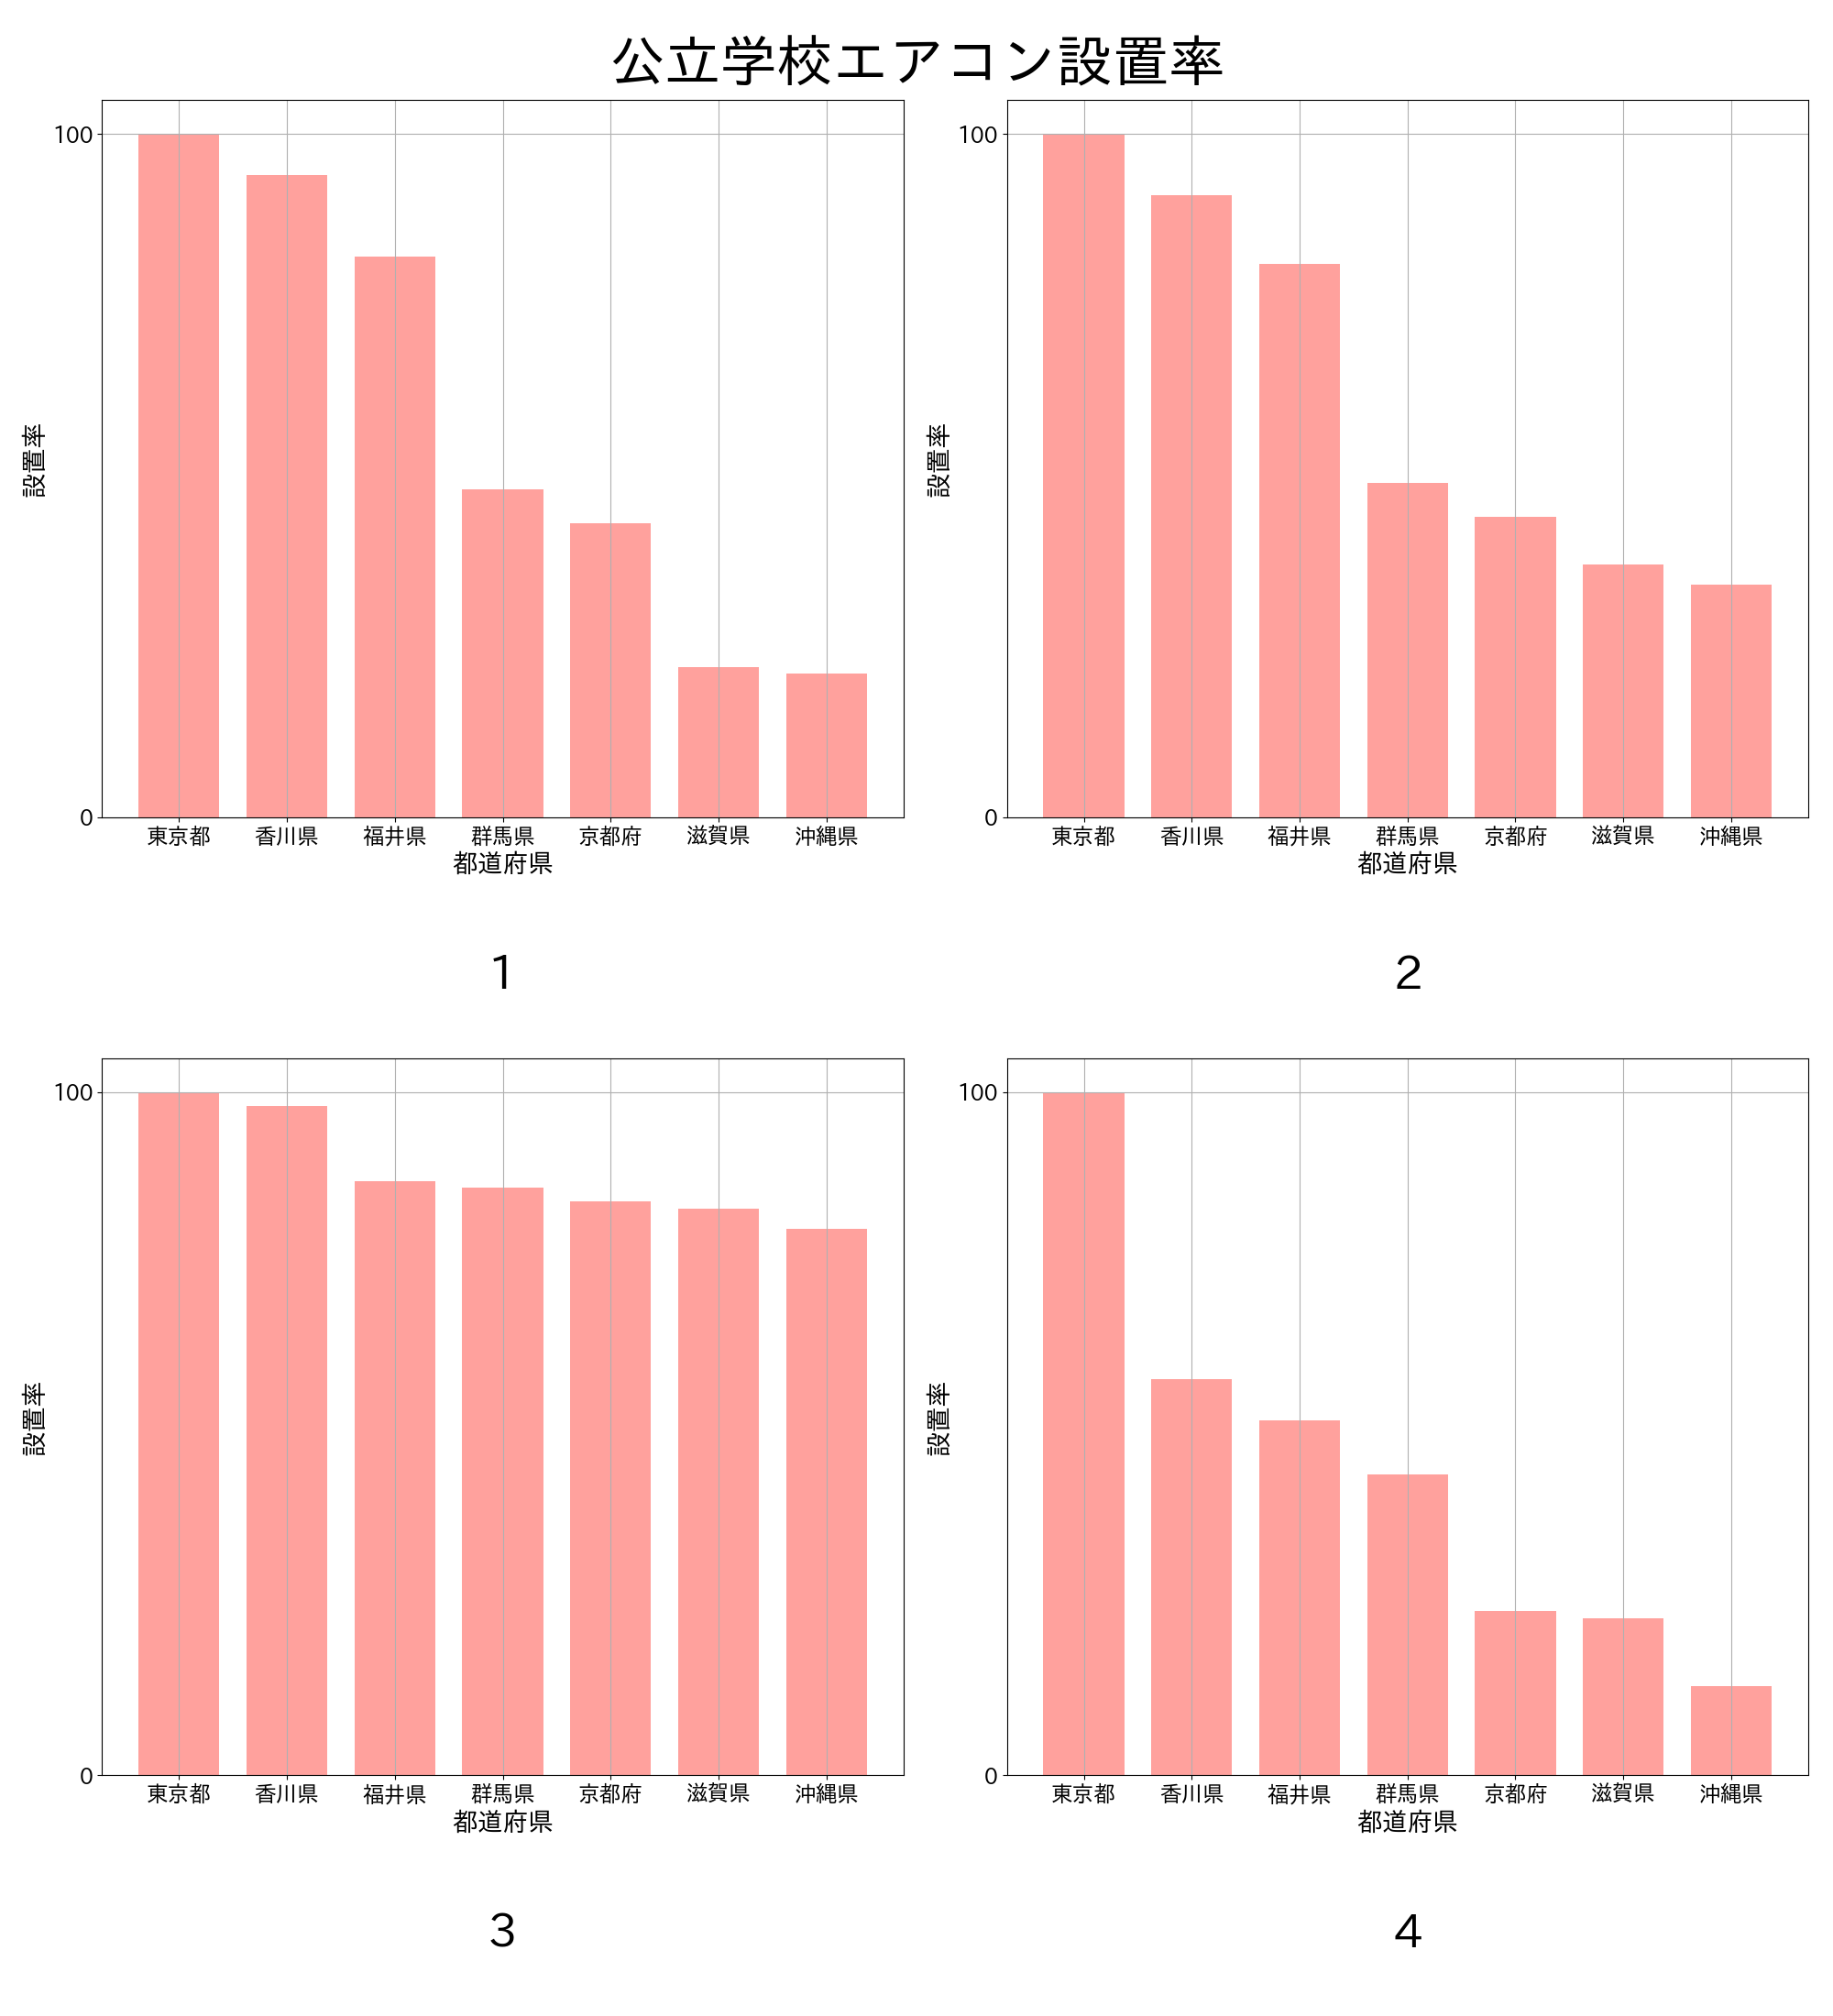 公立学校エアコン設置率
100
0
設置率
東京都 香川県 福井県 群馬県 京都府 滋賀県 沖縄県
都道府県
1
100
0
設置率
東京都 香川県 福井県 群馬県 京都府 滋賀県 沖縄県
都道府県
2
100
0
設置率
東京都 香川県 福井県 群馬県 京都府 滋賀県 沖縄県
都道府県
3
100
0
設置率
東京都 香川県 福井県 群馬県 京都府 滋賀県 沖縄県
都道府県
4